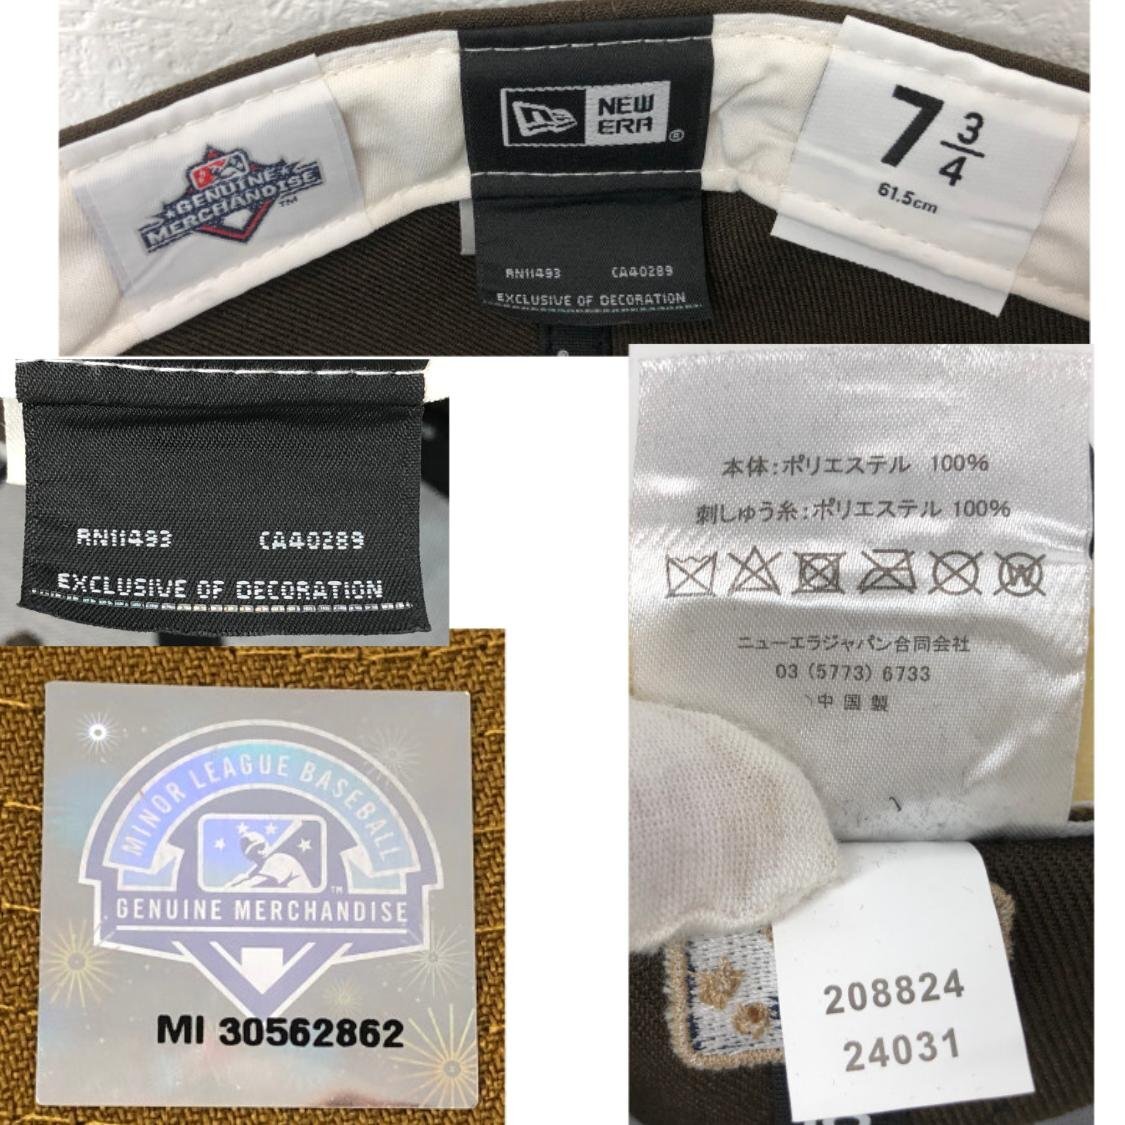 GENUINE
MERCHANDISE
TM
NEW
ERA
®
7 3/4
61.5cm
RN11493 CA40289
EXCLUSIVE OF DECORATION
RN11493 CA40289
EXCLUSIVE OF DECORATION
本体:ポリエステル 100%
刺しゅう糸:ポリエステル 100%
W
ニューエラジャパン合同会社
03 (5773) 6733
中国製
MINOR LEAGUE BASEBALL
TM
GENUINE MERCHANDISE
MI 30562862
208824
24031